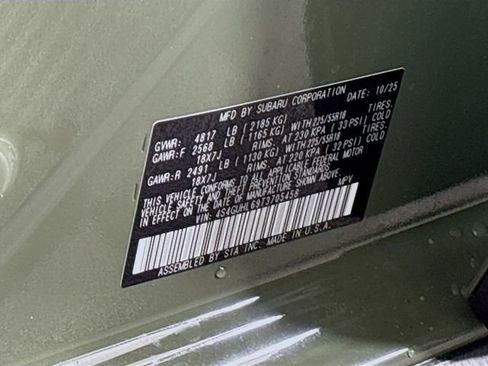 MFD BY SUBARU CORPORATION DATE: 10/25
GVWR: 4817 LB (2185 KG) TIRES.
GAWR:F 2568 LB (1165 KG) WITH 225/55R18
18X7J RIMS. AT 230 KPA ( 33 PSI) COLD
GAWR:R 2491 LB (1130 KG) WITH 225/55R18 TIRES.
18X7J RIMS. AT 220 KPA ( 32 PSI) COLD
THIS VEHICLE CONFORMS TO ALL APPLICABLE FEDERAL MOTOR
VEHICLE SAFETY AND BUMPER STANDARDS IN EFFECT ON THE
DATE OF MANUFACTURE SHOWN ABOVE.
VIN: 4S4GUHL69T3705458 MPV
ASSEMBLED BY SIA INC. MADE IN U.S.A.